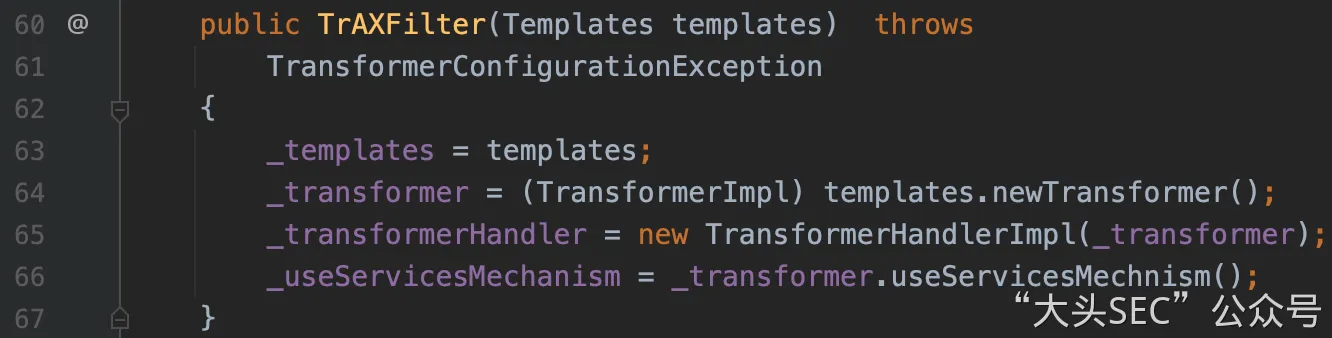 60 @ public TrAXFilter(Templates templates)  throws
61 TransformerConfigurationException
62 {
63 _templates = templates;
64 _transformer = (TransformerImpl) templates.newTransformer();
65 _transformerHandler = new TransformerHandlerImpl(_transformer);
66 _useServicesMechanism = _transformer.useServicesMechnism();
67 }
“大头SEC”公众号